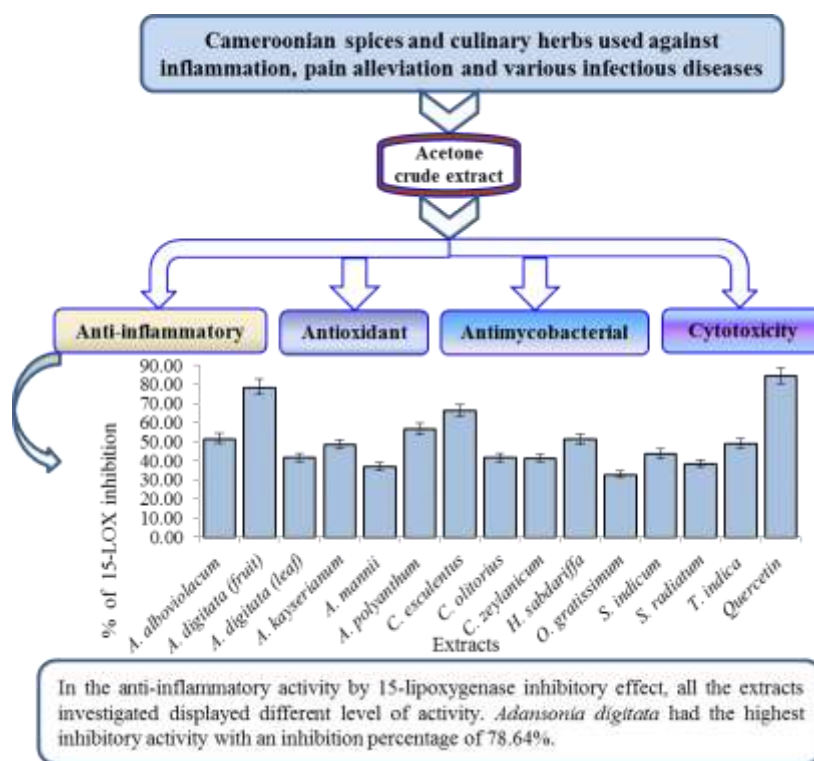 Cameroonian spices and culinary herbs used against
inflammation, pain alleviation and various infectious diseases
Acetone
crude extract
Anti-inflammatory
Antioxidant
Antimycobacterial
Cytotoxicity
% of 15-LOX inhibition
90.00
80.00
70.00
60.00
50.00
40.00
30.00
20.00
10.00
0.00
A. alboviolacum
A. digitata (fruit)
A. digitata (leaf)
A. kayserianum
A. mannii
A. polyanthum
C. esculentus
C. olitorius
C. zeylanicum
H. sabdariffa
O. gratissimum
S. indicum
S. radiatum
T. indica
Quercetin
Extracts
In the anti-inflammatory activity by 15-lipoxygenase inhibitory effect, all the extracts
investigated displayed different level of activity. Adansonia digitata had the highest
inhibitory activity with an inhibition percentage of 78.64%.